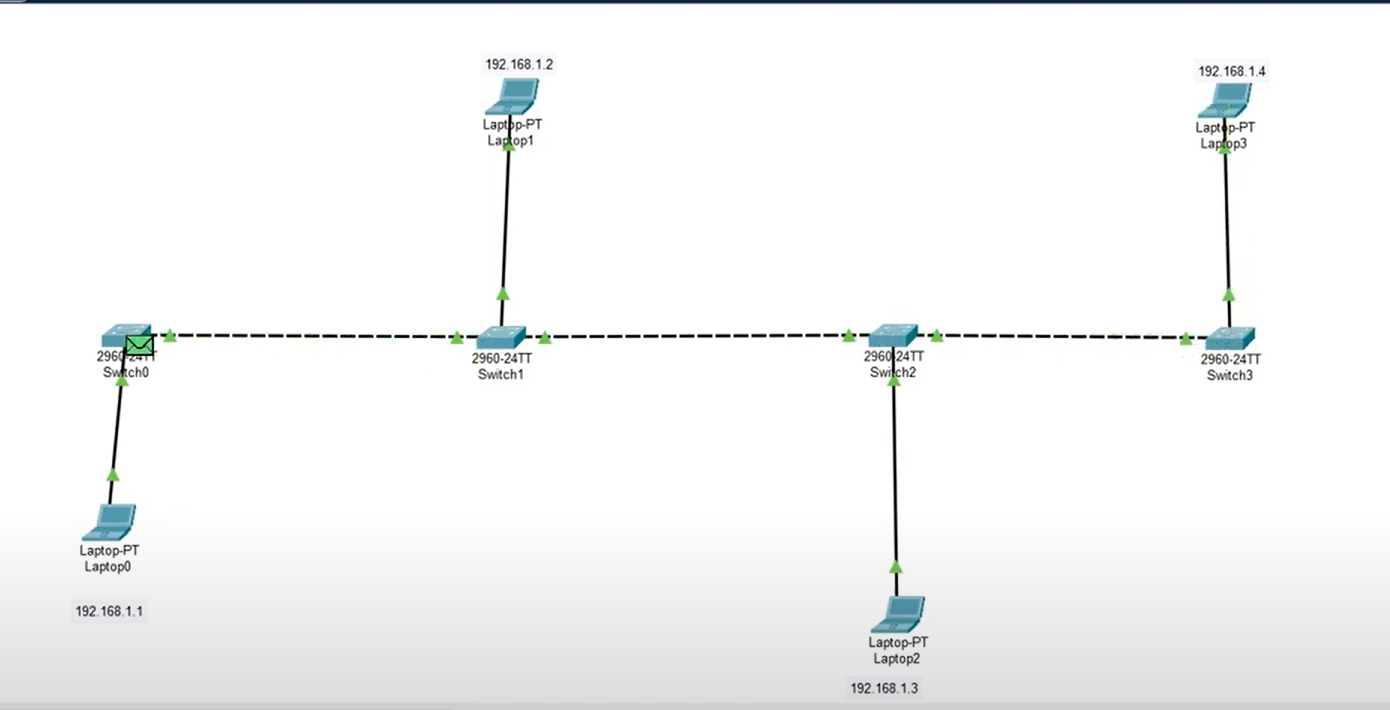 192.168.1.2
Laptop-PT
Laptop1
192.168.1.4
Laptop-PT
Laptop3
2960-24TT
Switch0
2960-24TT
Switch1
2960-24TT
Switch2
2960-24TT
Switch3
Laptop-PT
Laptop0
192.168.1.1
Laptop-PT
Laptop2
192.168.1.3